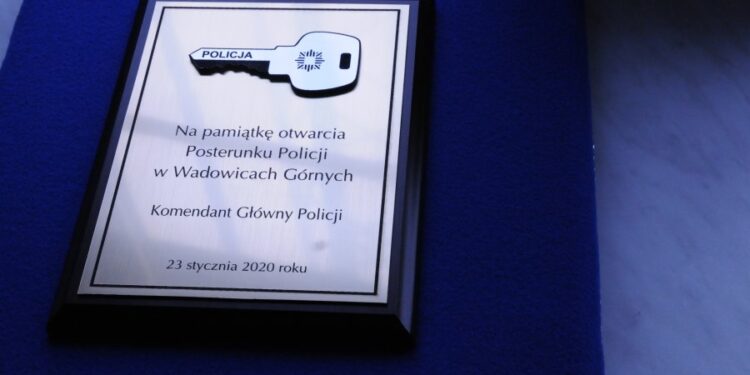 POLICJA
Na pamiątkę otwarcia
Posterunku Policji
w Wadowicach Górnych
Komendant Główny Policji
23 stycznia 2020 roku